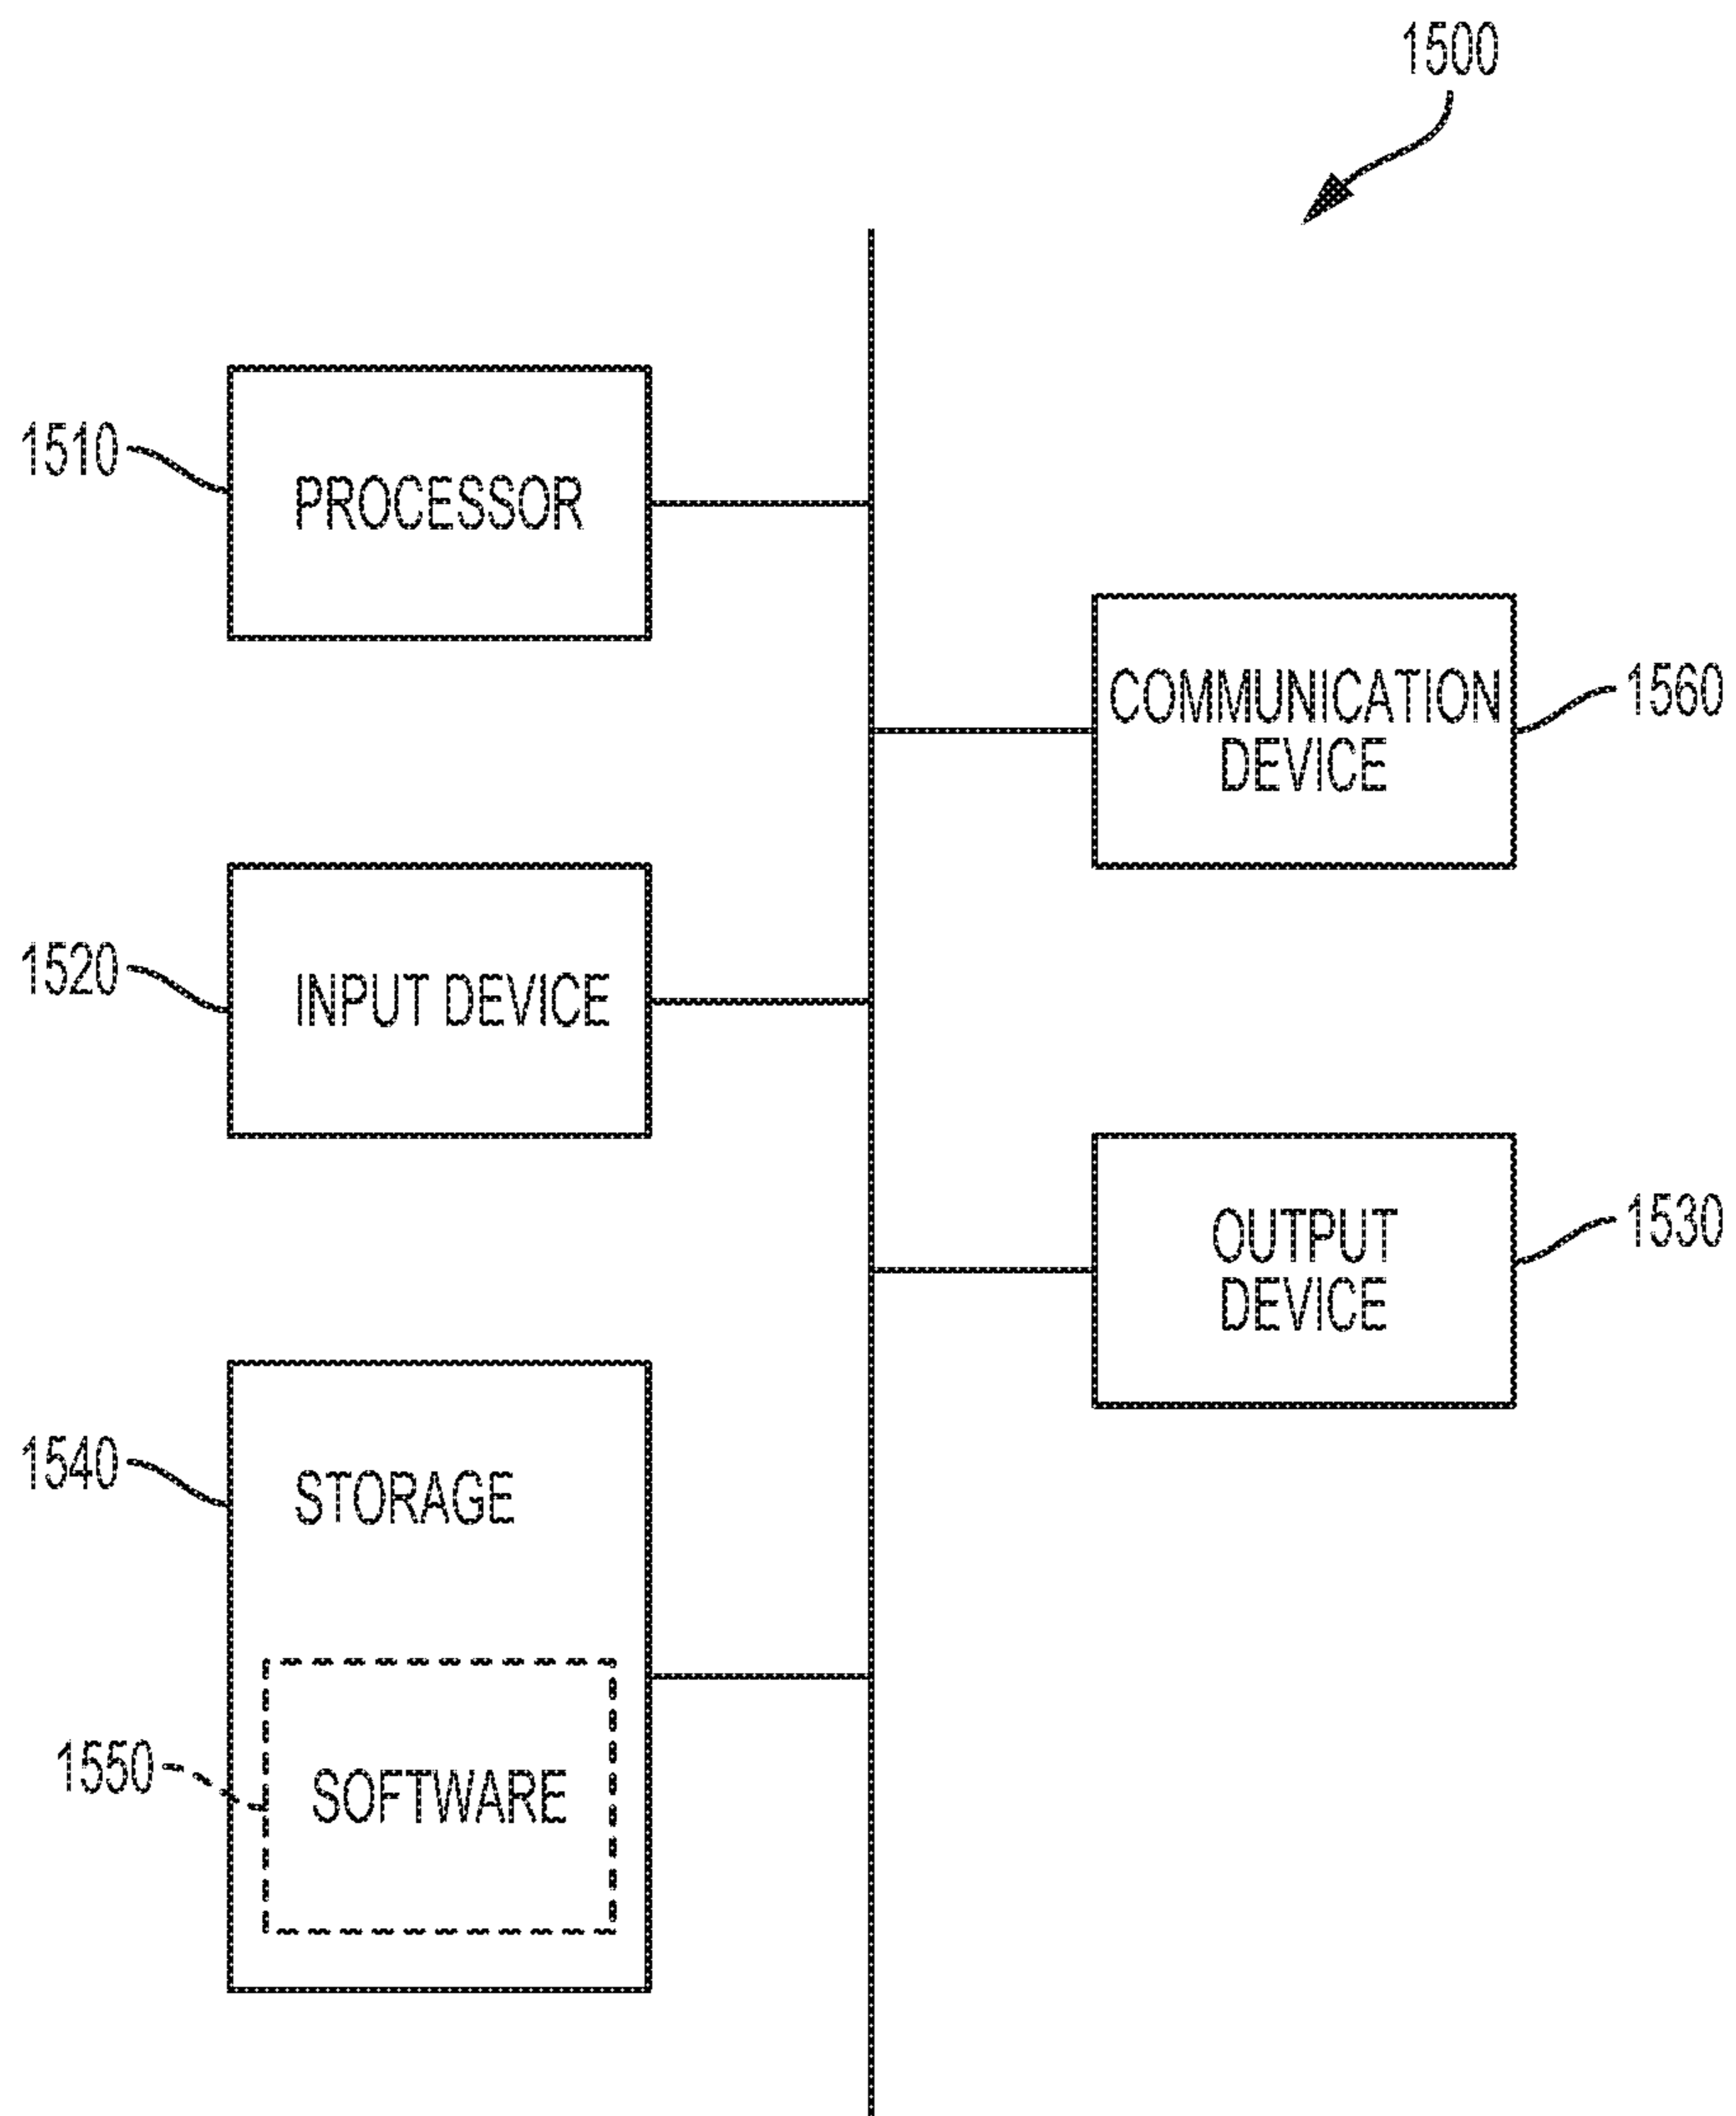 1500
1510
PROCESSOR
COMMUNICATION
DEVICE
1560
1520
INPUT DEVICE
OUTPUT
DEVICE
1530
1540
STORAGE
1550
SOFTWARE